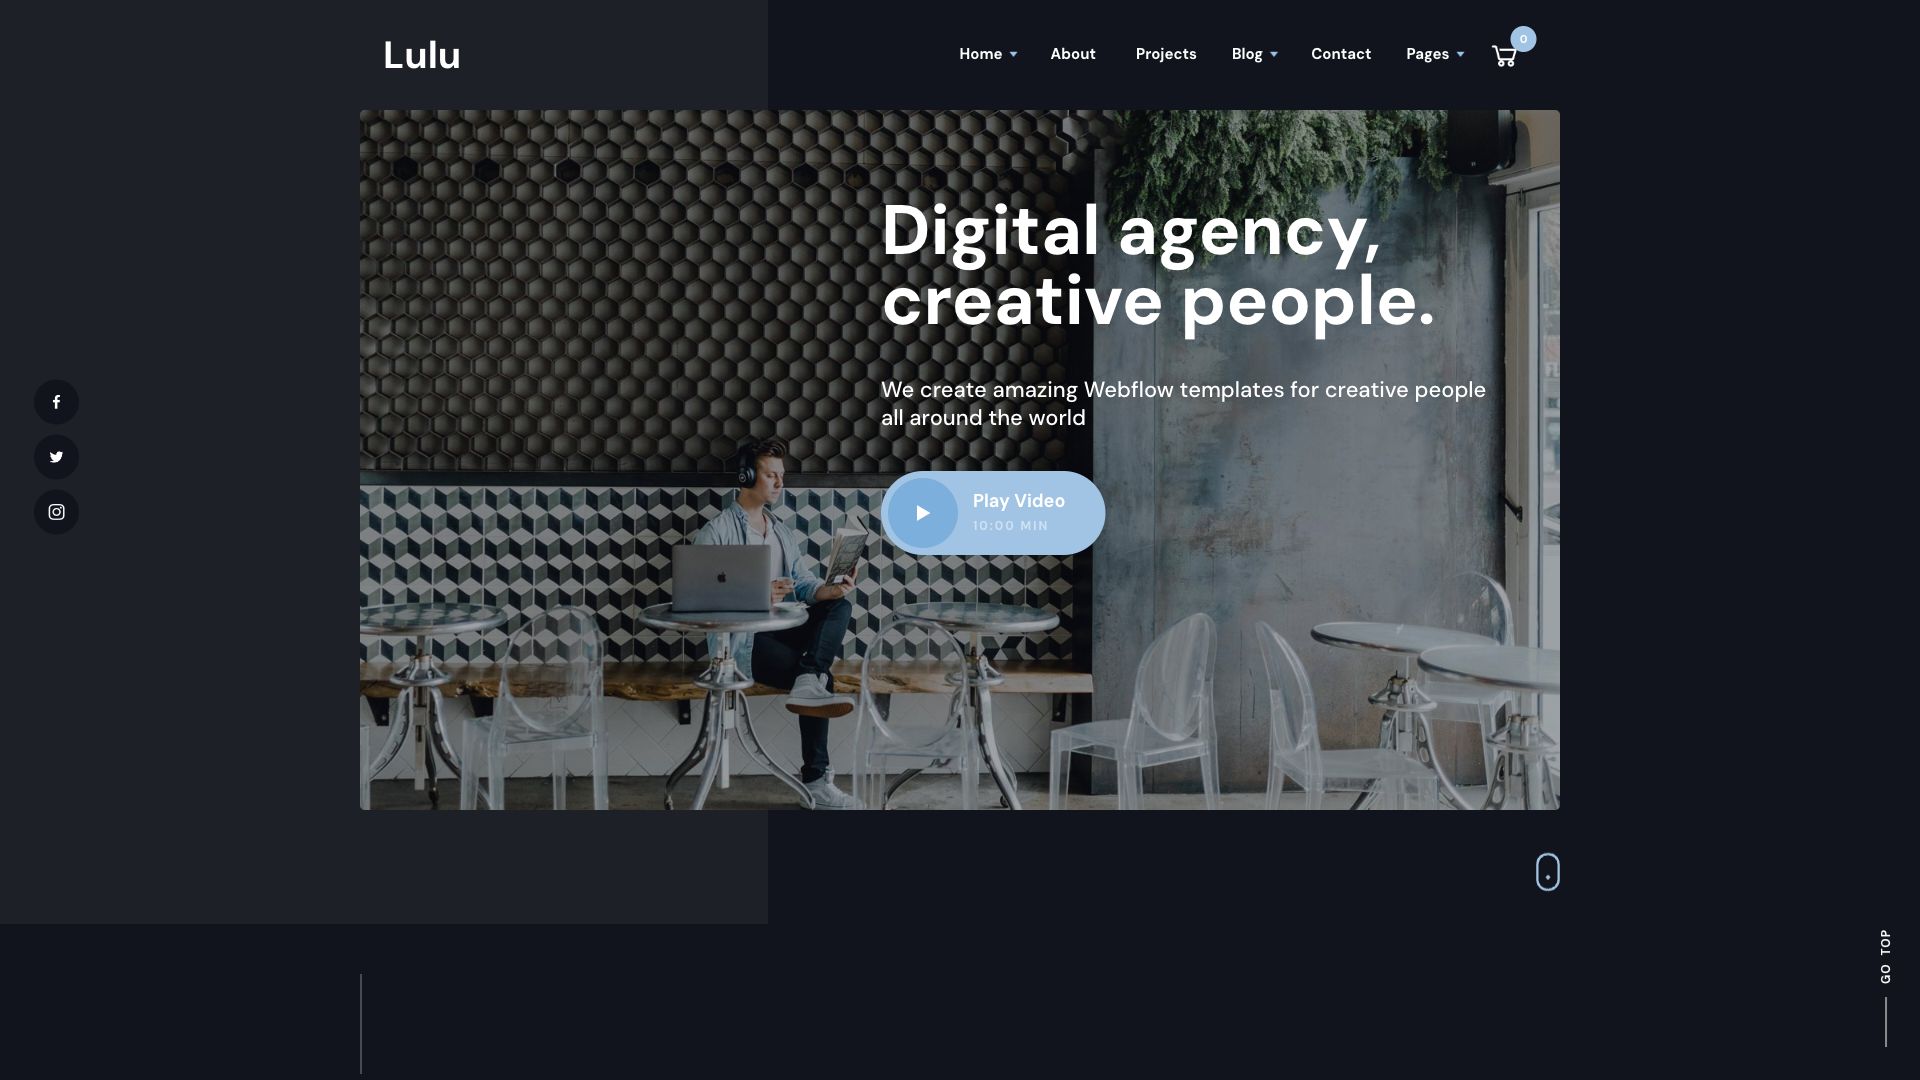 Lulu
Home
About
Projects
Blog
Contact
Pages
0
Digital agency,
creative people.
We create amazing Webflow templates for creative people
all around the world
Play Video
10:00 MIN
GO TOP